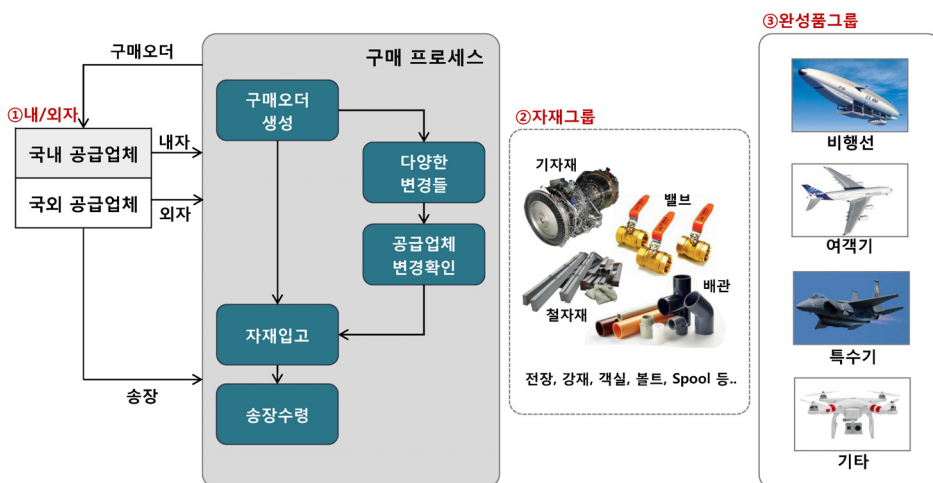 구매오더
①내/외자
국내 공급업체
내자
국외 공급업체
외자
송장
구매 프로세스
구매오더
생성
다양한
변경들
공급업체
변경확인
자재입고
송장수령
②자재그룹
기자재
밸브
철자재
배관
전장, 강재, 객실, 볼트, Spool 등..
③완성품그룹
비행선
여객기
특수기
기타